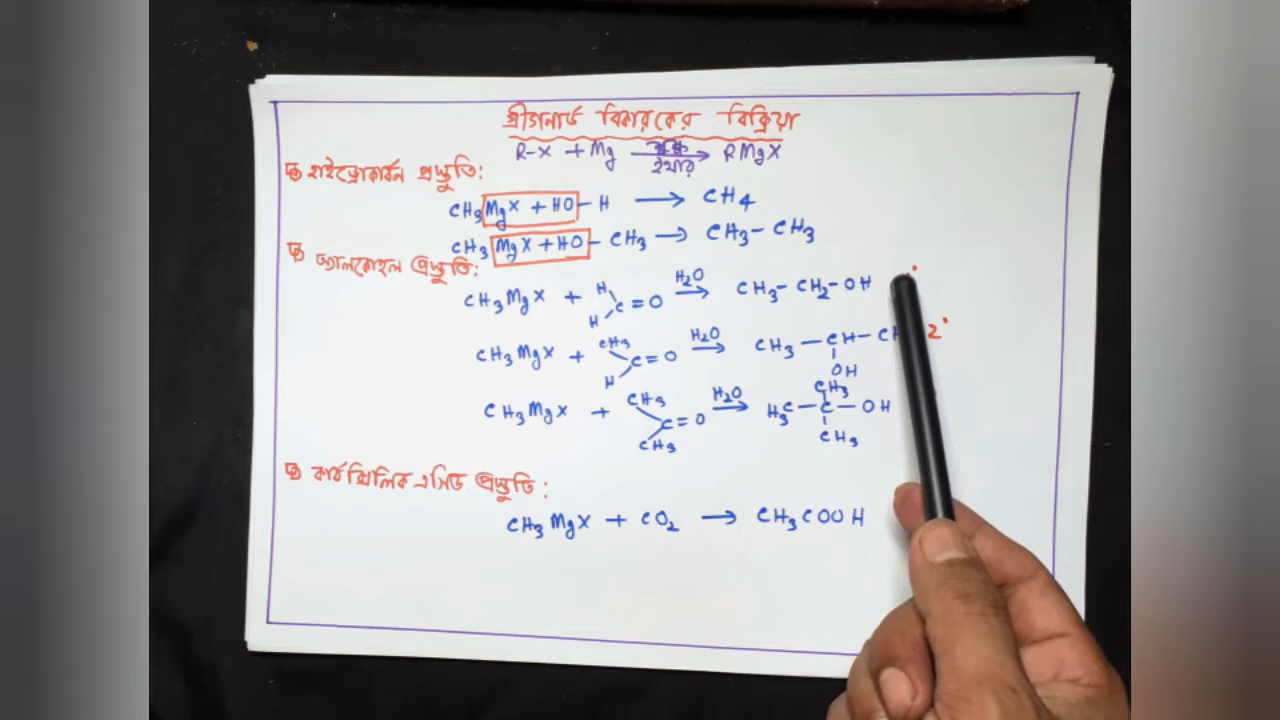 গ্রীগনার্ড বিকারকের বিক্রিয়া
R-X + Mg শুষ্ক ইথার → RMgX
হাইড্রোকার্বন প্রস্তুতি:
CH₃MgX + HO-H → CH₄
CH₃MgX + HO-CH₃ → CH₃-CH₃
অ্যালকোহল প্রস্তুতি:
CH₃MgX + H H C=O H₂O → CH₃-CH₂-OH
CH₃MgX + CH₃ H C=O H₂O → CH₃-CH-CH 2° OH
CH₃MgX + CH₃ CH₃ C=O H₂O → H₃C-C-OH CH₃ CH₃
কার্বক্সিলিক এসিড প্রস্তুতি:
CH₃MgX + CO₂ → CH₃COOH